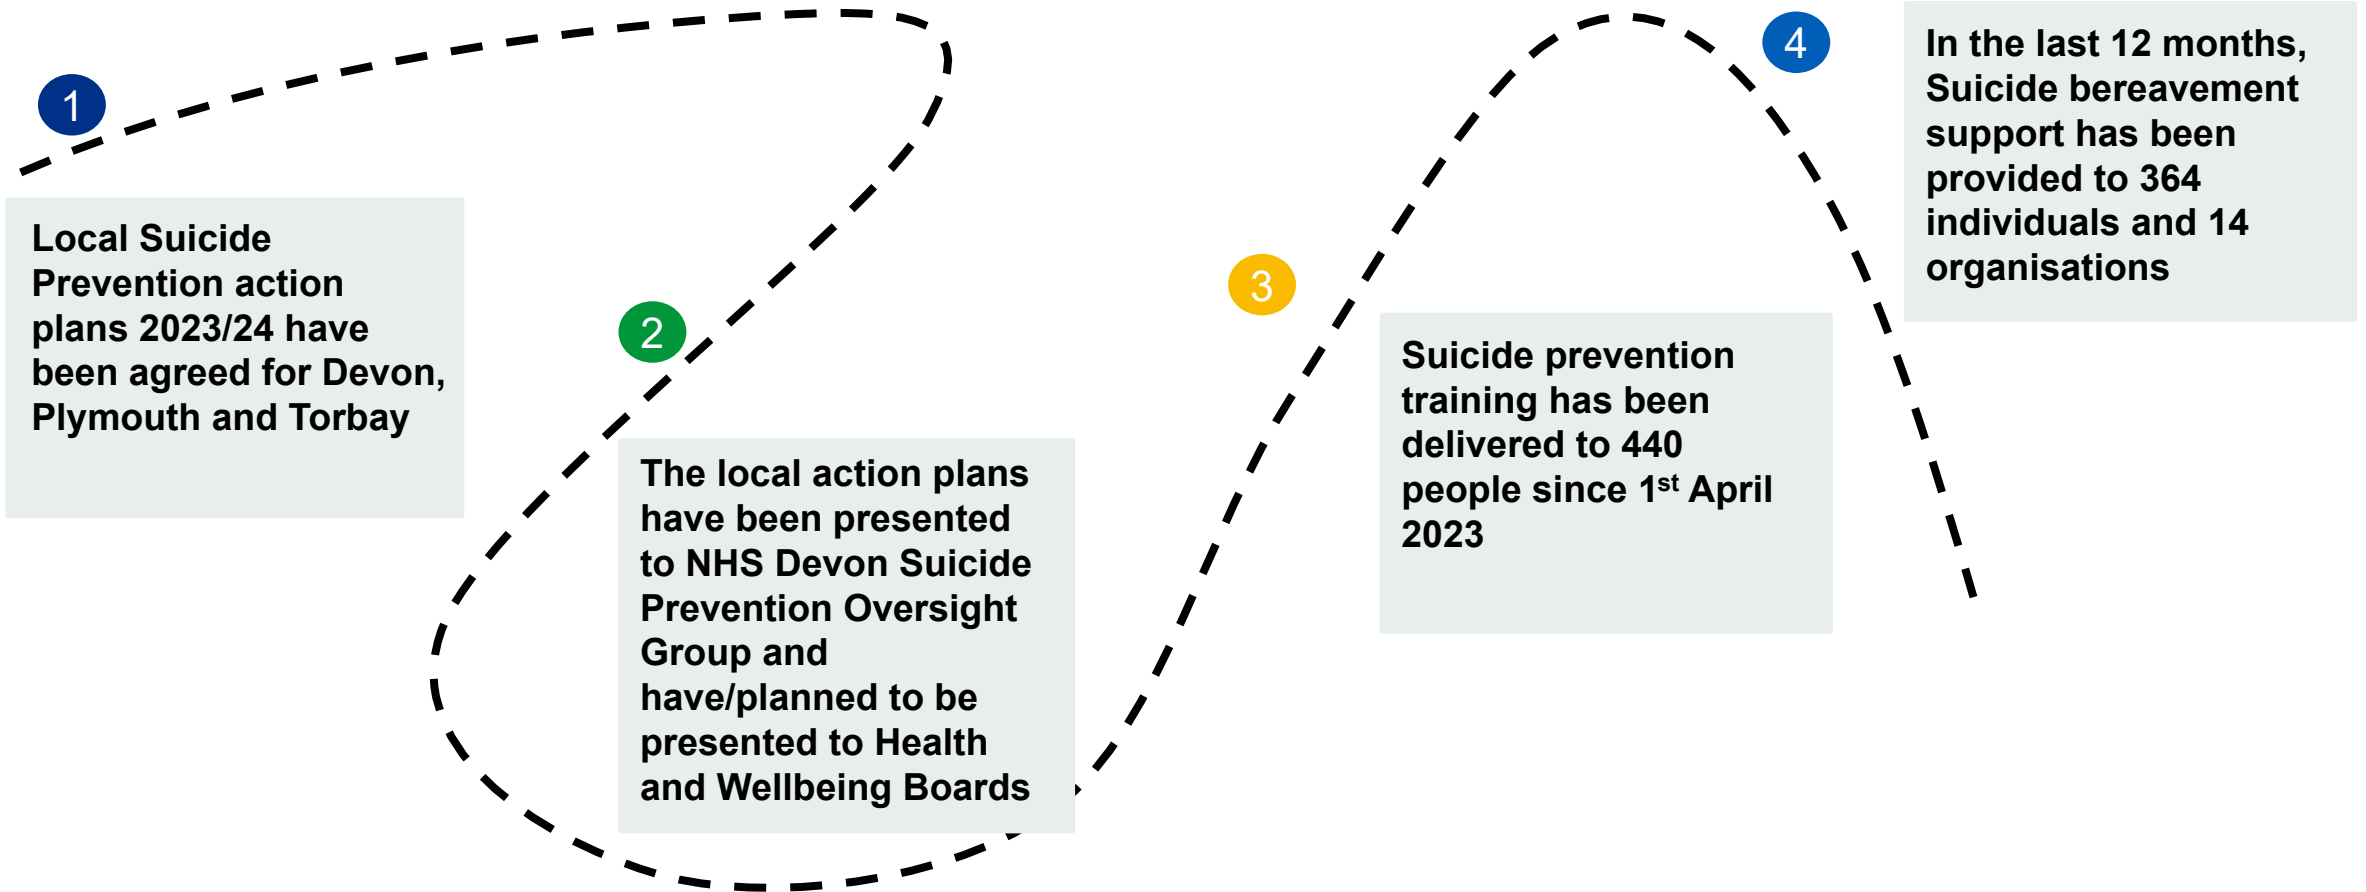 1
Local Suicide
Prevention action
plans 2023/24 have
been agreed for Devon,
Plymouth and Torbay
2
The local action plans
have been presented
to NHS Devon Suicide
Prevention Oversight
Group and
have/planned to be
presented to Health
and Wellbeing Boards
3
Suicide prevention
training has been
delivered to 440
people since 1st April
2023
4
In the last 12 months,
Suicide bereavement
support has been
provided to 364
individuals and 14
organisations